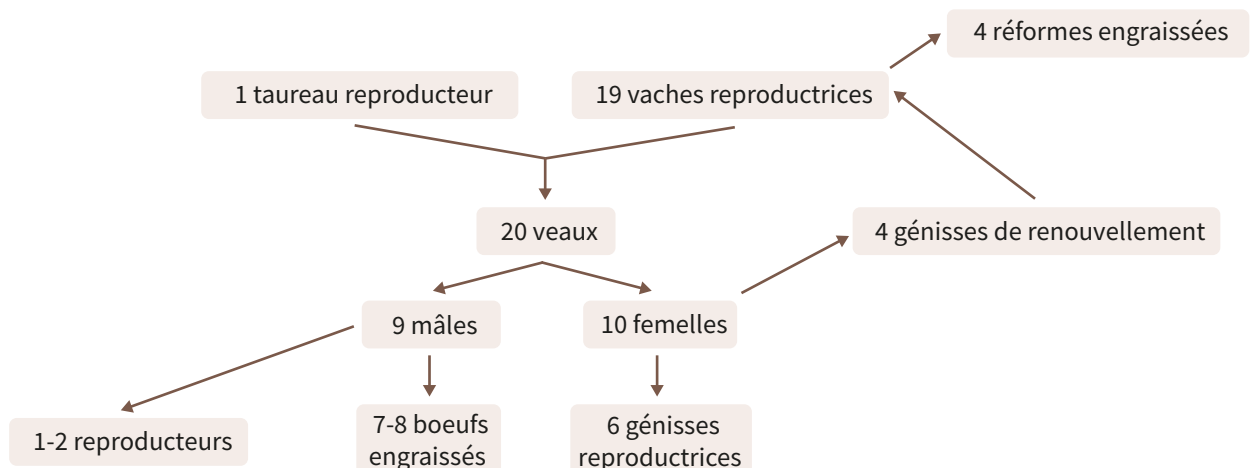 4 réformes engraissées
1 taureau reproducteur
19 vaches reproductrices
20 veaux
4 génisses de renouvellement
9 mâles
10 femelles
1-2 reproducteurs
7-8 boeufs
engraissés
6 génisses
reproductrices